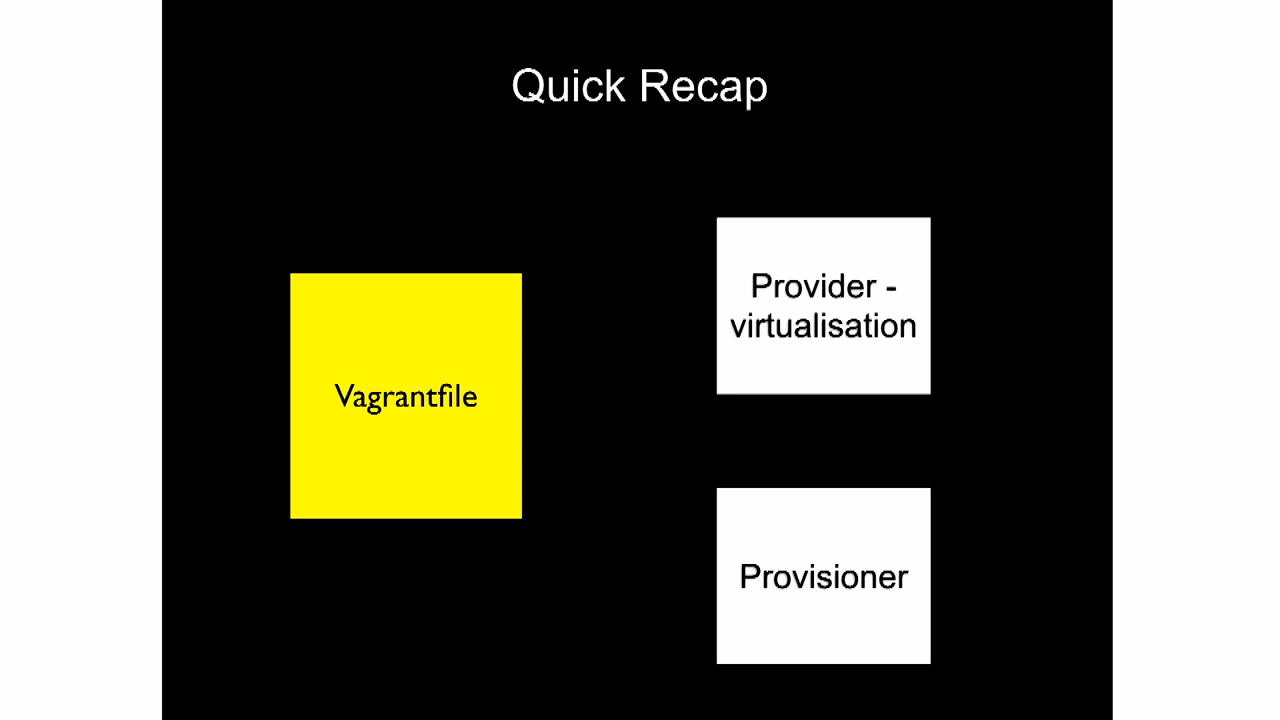 Quick Recap
Vagrantfile
Provider -
virtualisation
Provisioner